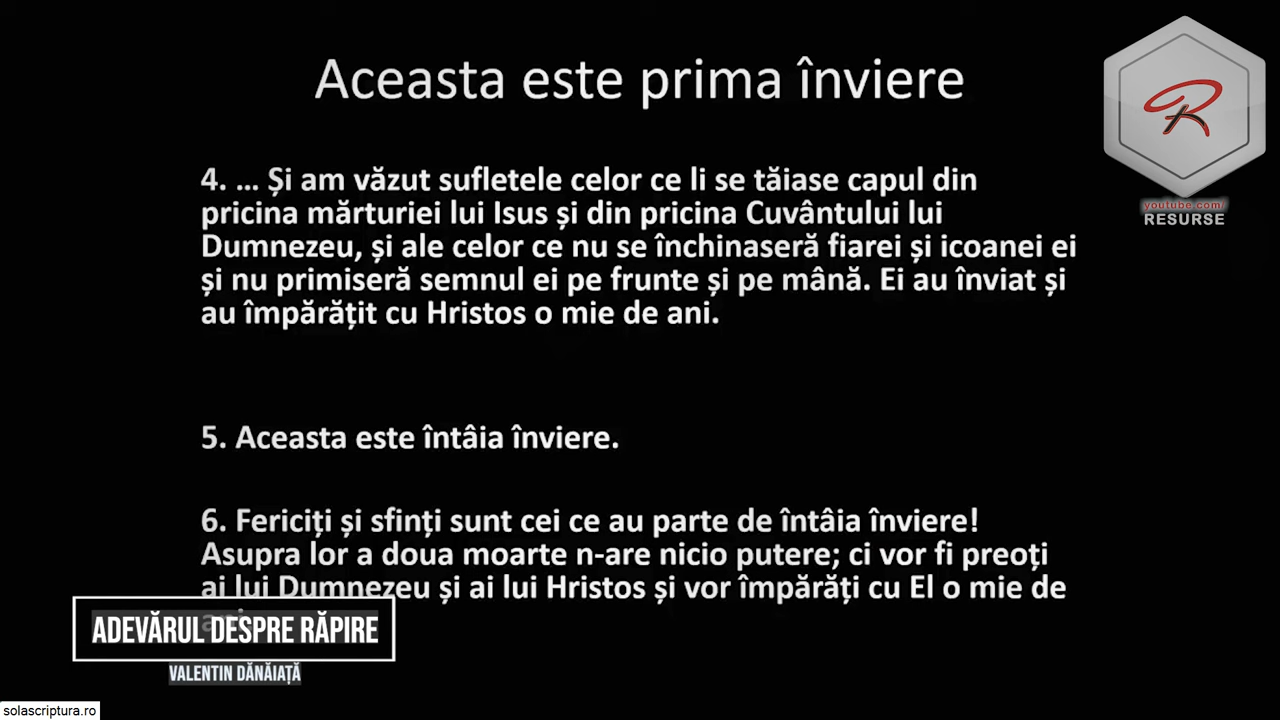 Aceasta este prima înviere
youtube.com/
RESURSE
4. ... Și am văzut sufletele celor ce li se tăiase capul din
pricina mărturiei lui Isus și din pricina Cuvântului lui
Dumnezeu, și ale celor ce nu se închinaseră fiarei și icoanei ei
și nu primiseră semnul ei pe frunte și pe mână. Ei au înviat și
au împărățit cu Hristos o mie de ani.
5. Aceasta este întâia înviere.
6. Fericiți și sfinți sunt cei ce au parte de întâia înviere!
Asupra lor a doua moarte n-are nicio putere; ci vor fi preoți
ai lui Dumnezeu și ai lui Hristos și vor împărăți cu El o mie de
ani.
ADEVĂRUL DESPRE RĂPIRE
VALENTIN DĂNĂIAȚĂ
solascriptura.ro